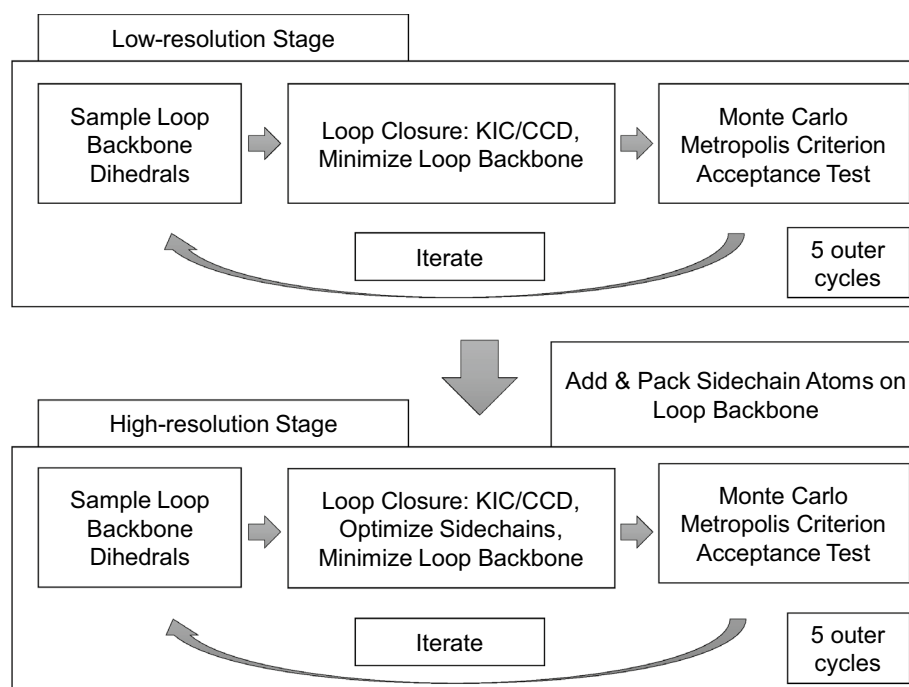 Low-resolution Stage
Sample Loop
Backbone
Dihedrals
Loop Closure: KIC/CCD,
Minimize Loop Backbone
Monte Carlo
Metropolis Criterion
Acceptance Test
Iterate
5 outer
cycles
Add & Pack Sidechain Atoms on
Loop Backbone
High-resolution Stage
Sample Loop
Backbone
Dihedrals
Loop Closure: KIC/CCD,
Optimize Sidechains,
Minimize Loop Backbone
Monte Carlo
Metropolis Criterion
Acceptance Test
Iterate
5 outer
cycles